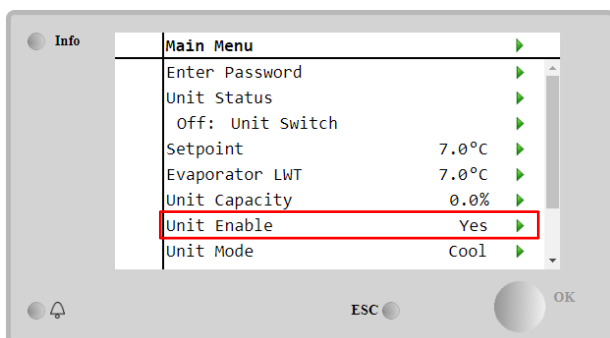 Info
Main Menu
Enter Password
Unit Status
Off: Unit Switch
Setpoint 7.0°C
Evaporator LWT 7.0°C
Unit Capacity 0.0%
Unit Enable Yes
Unit Mode Cool
ESC
OK